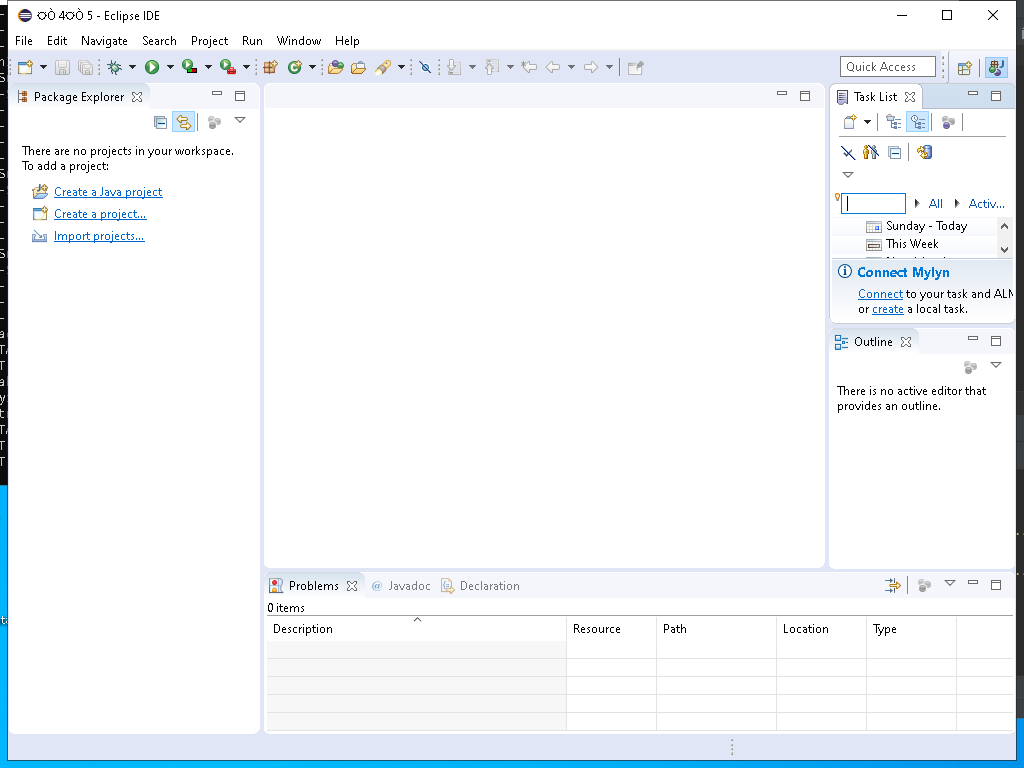 Eclipse IDE
File Edit Navigate Search Project Run Window Help
Quick Access
Package Explorer
There are no projects in your workspace.
To add a project:
Create a Java project
Create a project...
Import projects...
Task List
All Activ...
Sunday - Today
This Week
Connect Mylyn
Connect to your task and ALM
or create a local task.
Outline
There is no active editor that
provides an outline.
Problems @ Javadoc Declaration
0 items
Description Resource Path Location Type